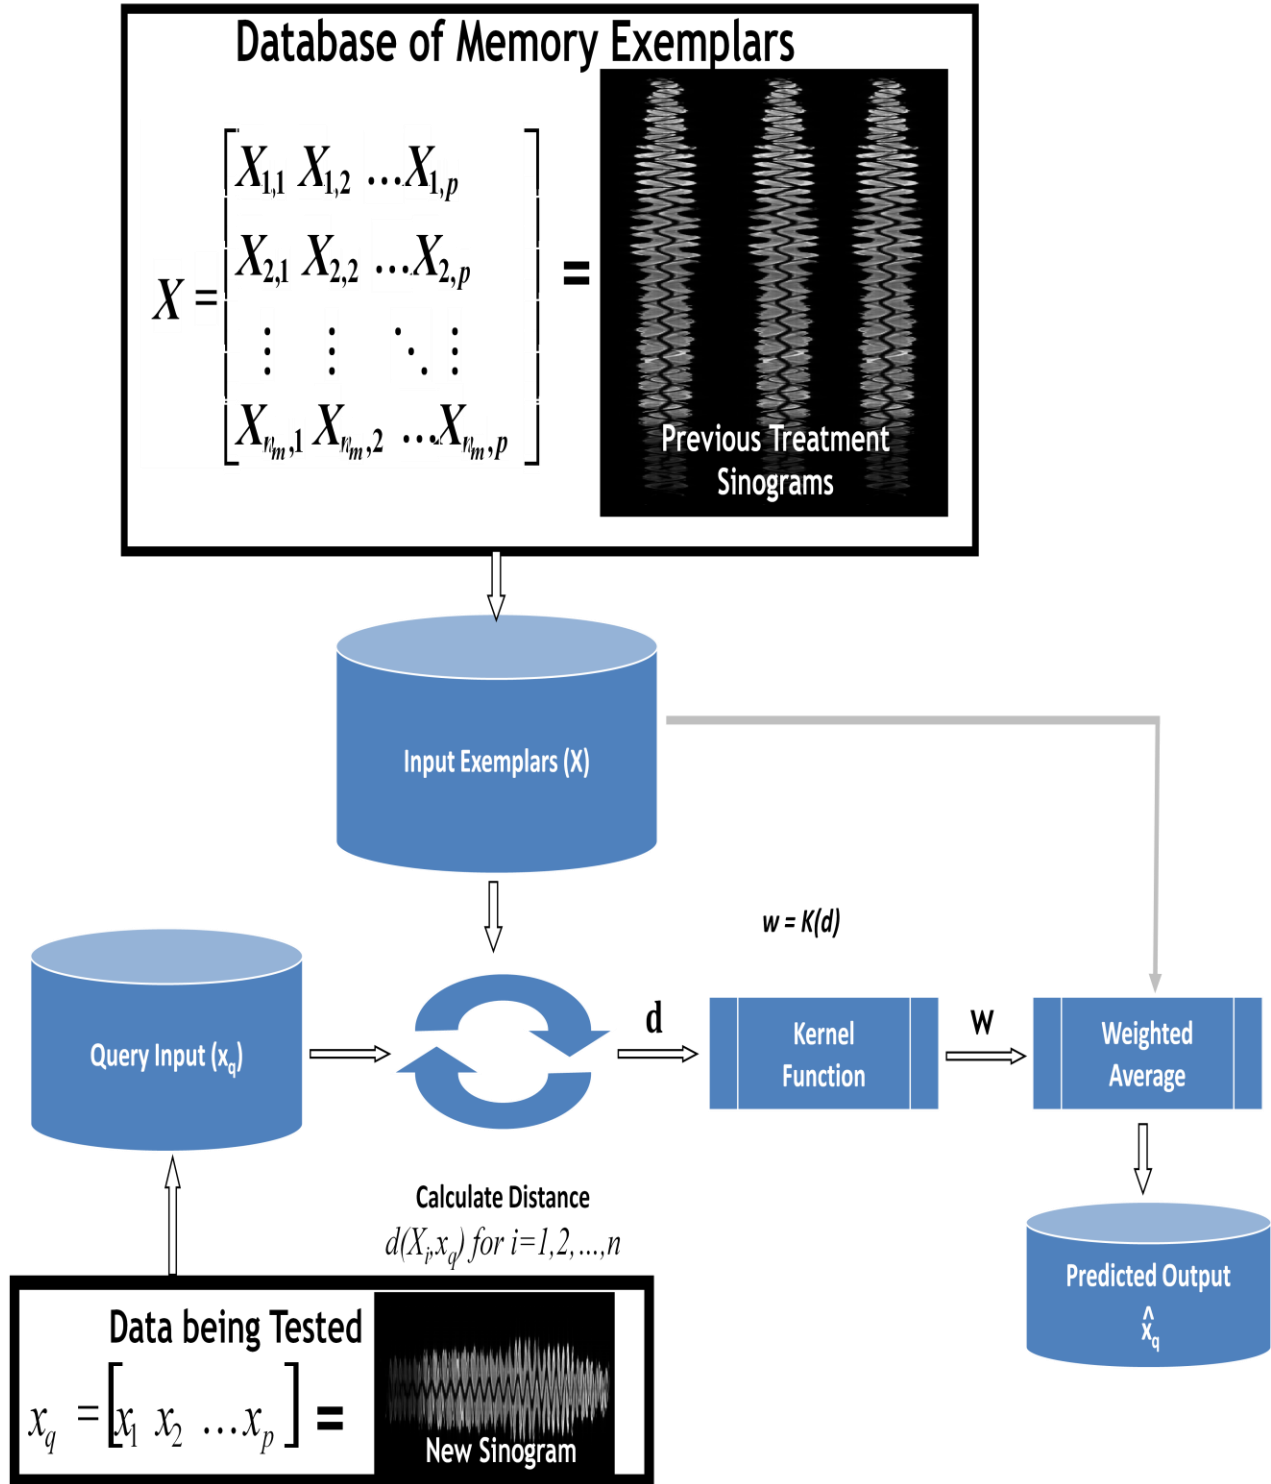 Database of Memory Exemplars
X = [X1,1 X1,2 ...X1,p
X2,1 X2,2 ...X2,p
⋮ ⋮ ⋱ ⋮
Xnm,1 Xnm,2 ...Xnm,p] =
Previous Treatment
Sinograms
Input Exemplars (X)
w = K(d)
Query Input (xq)
d
Kernel
Function
W
Weighted
Average
Calculate Distance
d(Xi,xq) for i=1,2,...,n
Predicted Output
x̂q
Data being Tested
xq = [x1 x2 ...xp] =
New Sinogram